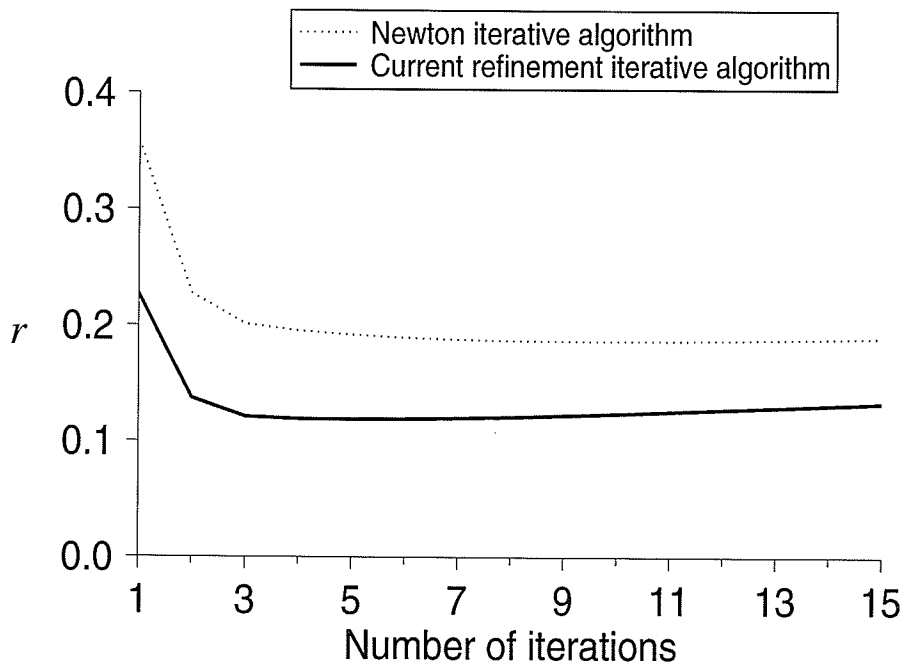 Newton iterative algorithm
Current refinement iterative algorithm
0.4
0.3
r 0.2
0.1
0.0
1 3 5 7 9 11 13 15
Number of iterations